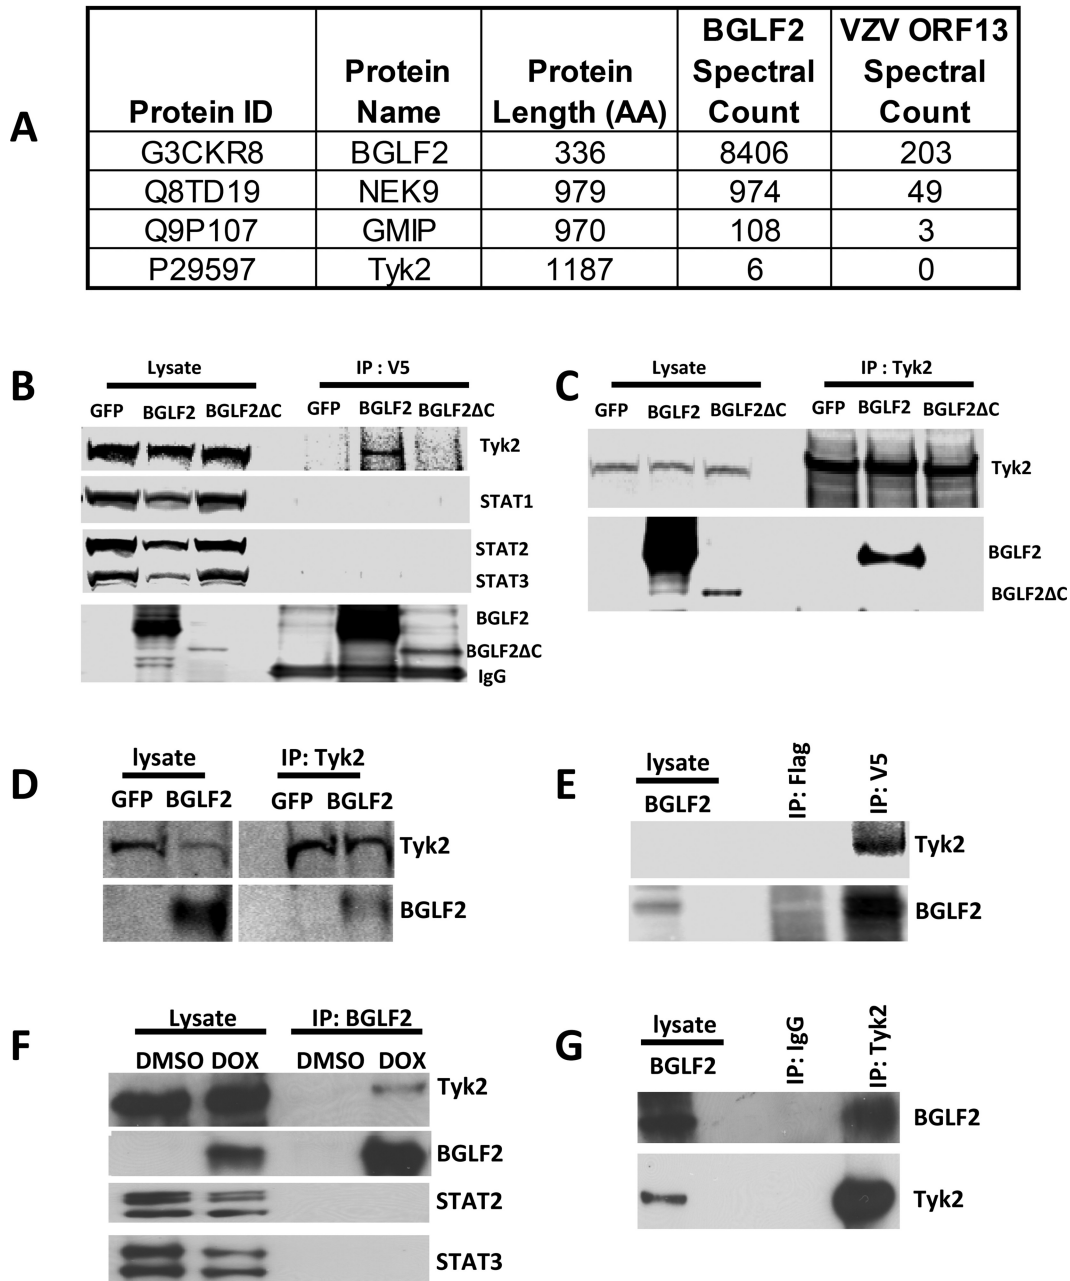 A
Protein ID Protein Name Protein Length (AA) BGLF2 Spectral Count VZV ORF13 Spectral Count
G3CKR8 BGLF2 336 8406 203
Q8TD19 NEK9 979 974 49
Q9P107 GMIP 970 108 3
P29597 Tyk2 1187 6 0
B
Lysate IP : V5
GFP BGLF2 BGLF2ΔC GFP BGLF2 BGLF2ΔC
Tyk2
STAT1
STAT2
STAT3
BGLF2
BGLF2ΔC
IgG
C
Lysate IP : Tyk2
GFP BGLF2 BGLF2ΔC GFP BGLF2 BGLF2ΔC
Tyk2
BGLF2
BGLF2ΔC
D
lysate IP: Tyk2
GFP BGLF2 GFP BGLF2
Tyk2
BGLF2
E
lysate IP: Flag IP: V5
BGLF2
Tyk2
BGLF2
F
Lysate IP: BGLF2
DMSO DOX DMSO DOX
Tyk2
BGLF2
STAT2
STAT3
G
lysate IP: IgG IP: Tyk2
BGLF2
BGLF2
Tyk2